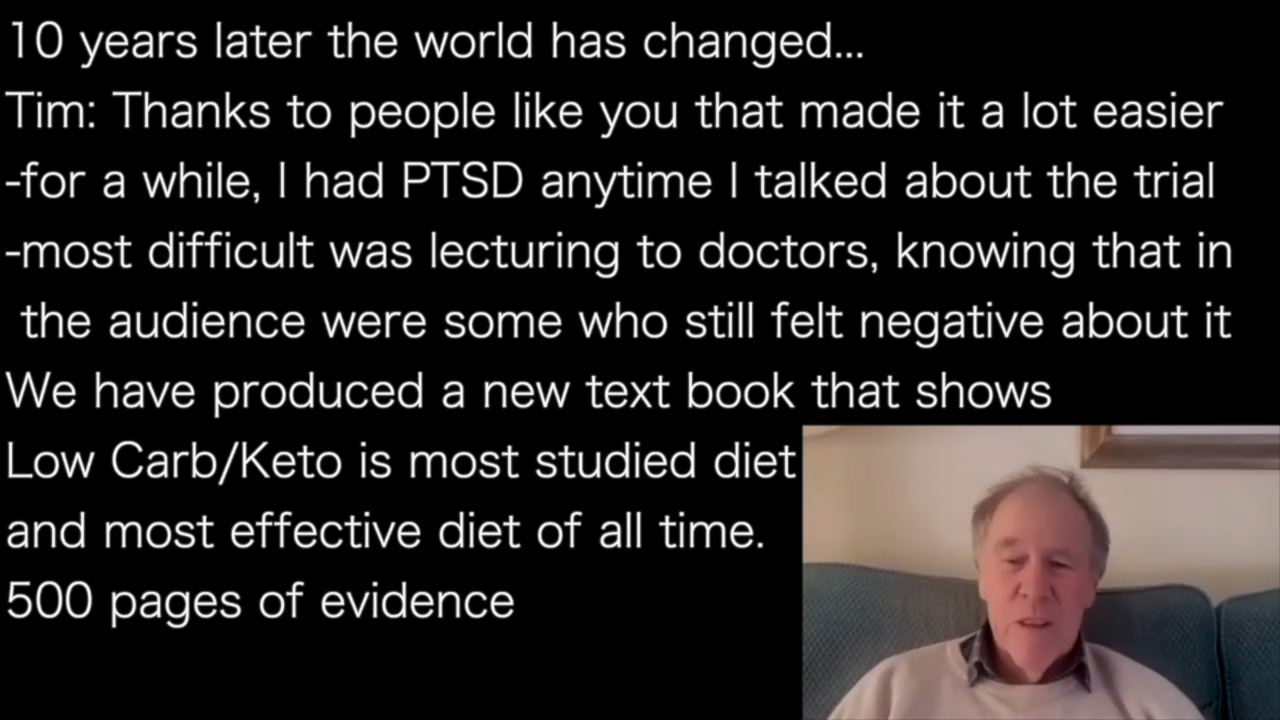 10 years later the world has changed...
Tim: Thanks to people like you that made it a lot easier
-for a while, I had PTSD anytime I talked about the trial
-most difficult was lecturing to doctors, knowing that in
the audience were some who still felt negative about it
We have produced a new text book that shows
Low Carb/Keto is most studied diet
and most effective diet of all time.
500 pages of evidence